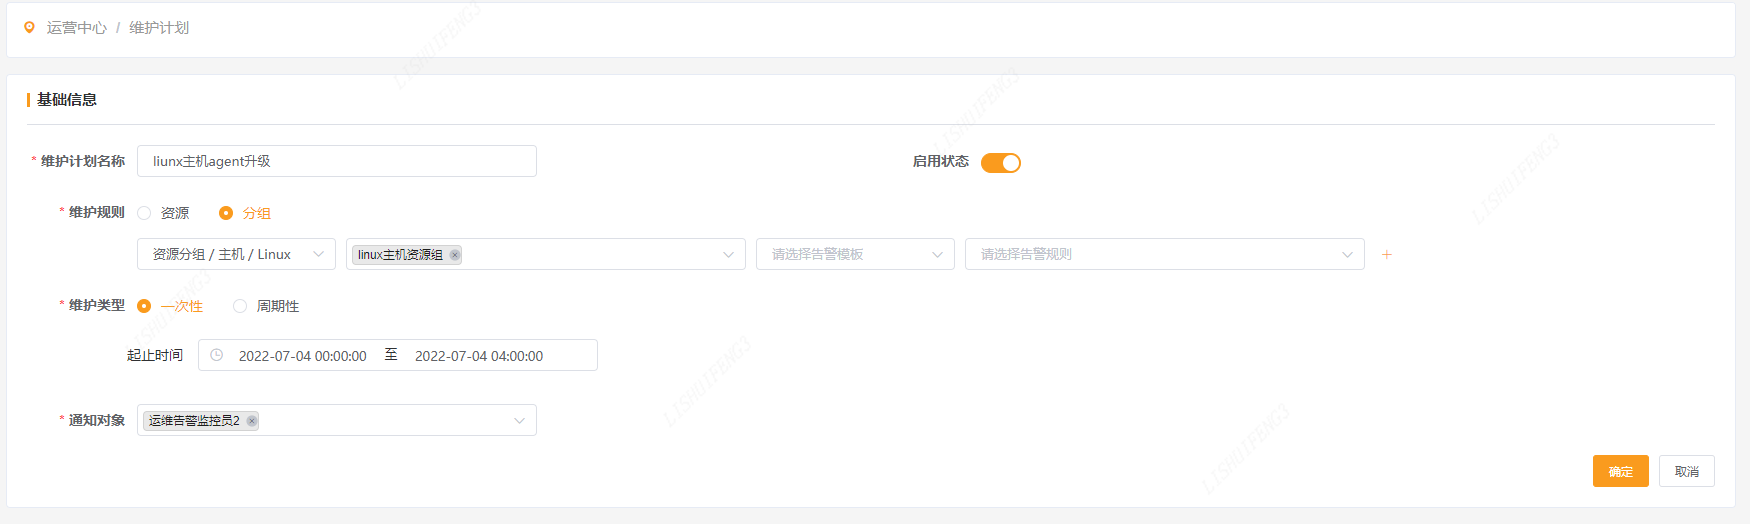 运营中心 / 维护计划
基础信息
* 维护计划名称 liunx主机agent升级 启用状态
* 维护规则 资源 分组
资源分组 / 主机 / Linux linux主机资源组 请选择告警模板 请选择告警规则 +
* 维护类型 一次性 周期性
起止时间 2022-07-04 00:00:00 至 2022-07-04 04:00:00
* 通知对象 运维告警监控员2
确定 取消
LISHUIFENG3
LISHUIFENG3
LISHUIFENG3
LISHUIFENG3
LISHUIFENG3
LISHUIFENG3